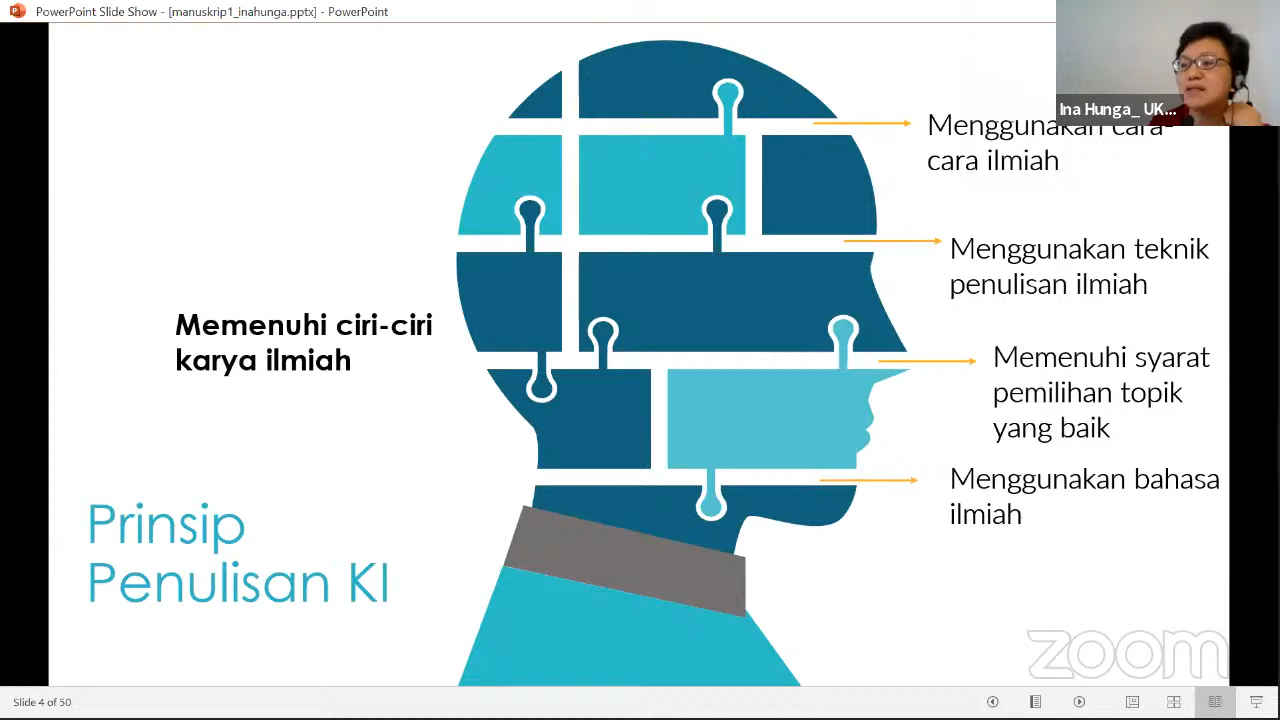 PowerPoint Slide Show - [manuskrip1_inahunga.pptx] - PowerPoint
Ina Hunga_ UK...
Menggunakan cara-
cara ilmiah
Menggunakan teknik
penulisan ilmiah
Memenuhi ciri-ciri
karya ilmiah
Memenuhi syarat
pemilihan topik
yang baik
Menggunakan bahasa
ilmiah
Prinsip
Penulisan KI
zoom
Slide 4 of 50